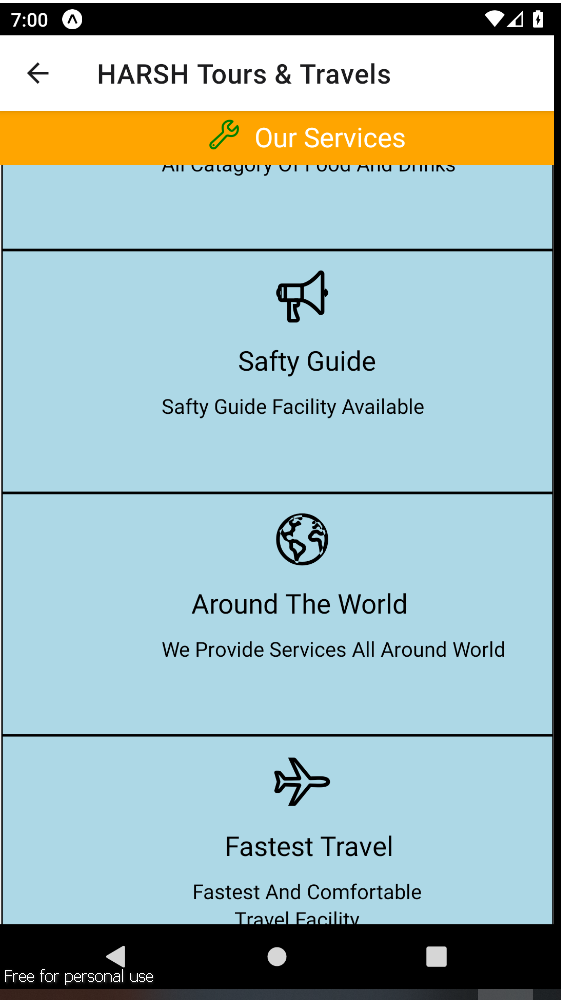 7:00
HARSH Tours & Travels
Our Services
All Catagory Of Food And Drinks
Safty Guide
Safty Guide Facility Available
Around The World
We Provide Services All Around World
Fastest Travel
Fastest And Comfortable
Travel Facility
Free for personal use